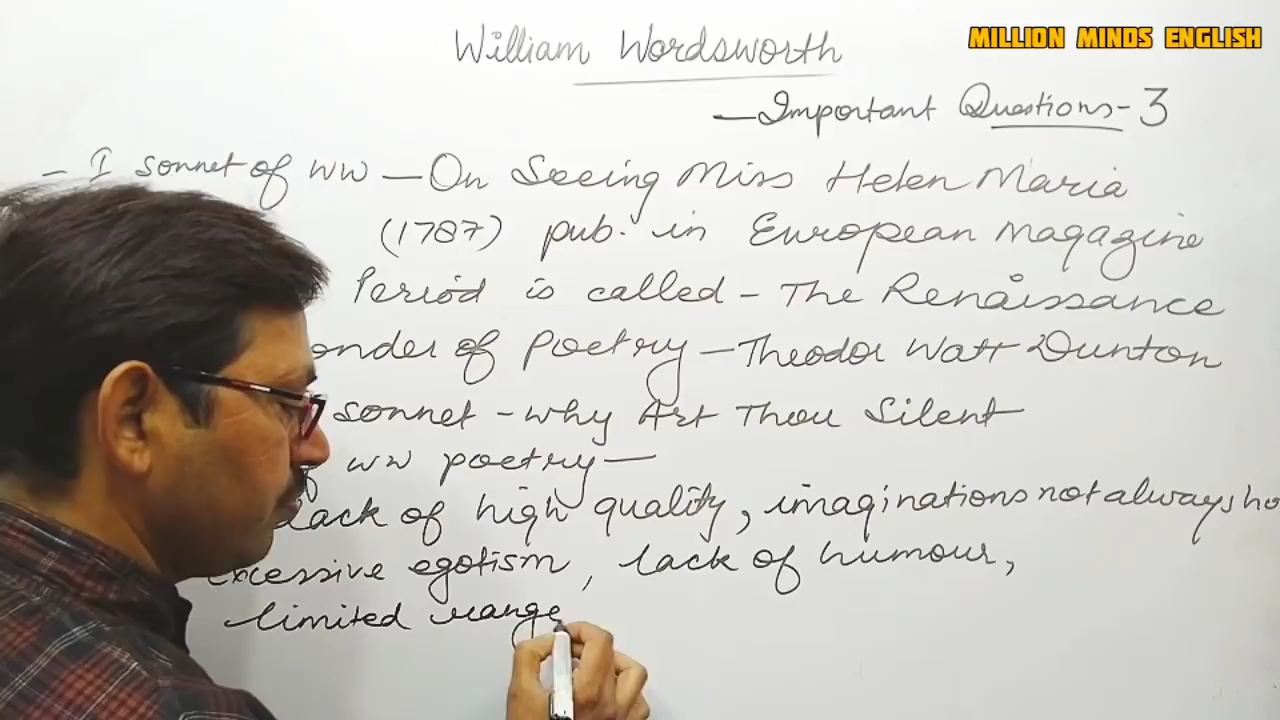 MILLION MINDS ENGLISH
William Wordsworth
— Important Questions - 3
- I sonnet of WW — On Seeing Miss Helen Maria
(1787) pub. in European Magazine
Period is called - The Renaissance
onder of Poetry — Theodor Watt Dunton
sonnet - Why Art Thou Silent
of WW poetry —
lack of high quality, imaginations not always ho
excessive egotism, lack of humour,
limited range